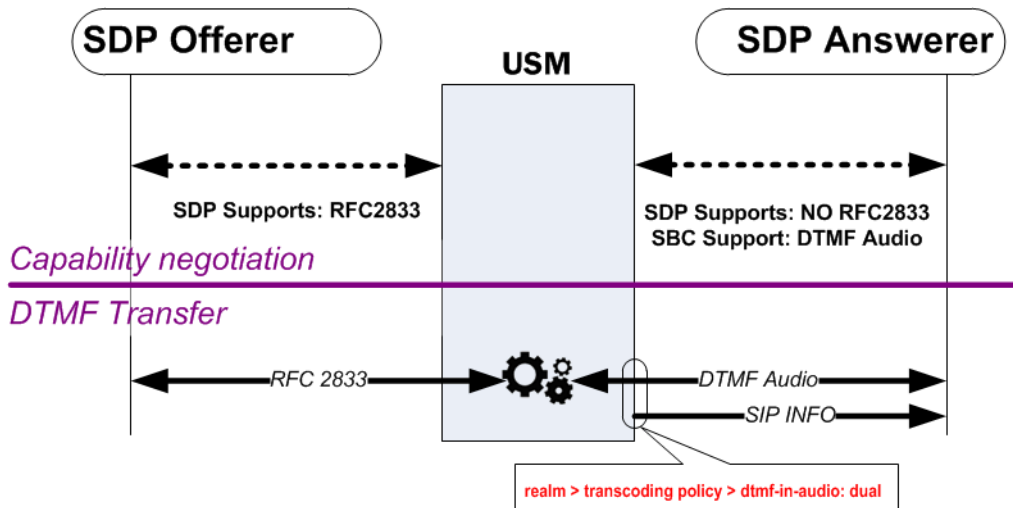 SDP Offerer
SDP Answerer
USM
SDP Supports: RFC2833
SDP Supports: NO RFC2833
SBC Support: DTMF Audio
Capability negotiation
DTMF Transfer
RFC 2833
DTMF Audio
SIP INFO
realm > transcoding policy > dtmf-in-audio: dual